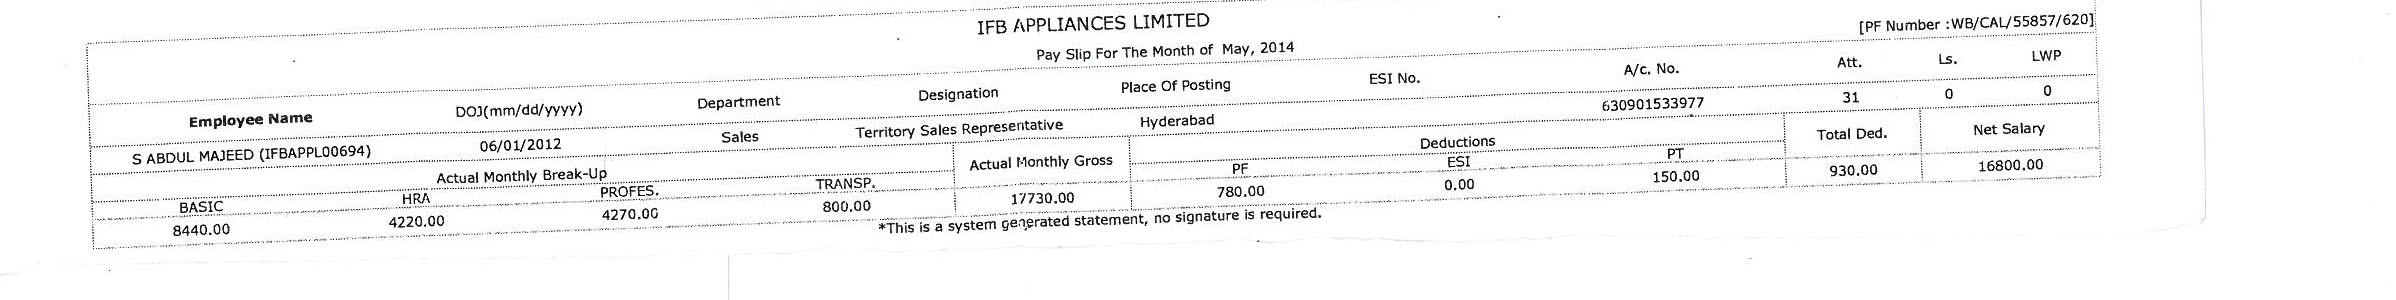 IFB APPLIANCES LIMITED
[PF Number :WB/CAL/55857/620]
Pay Slip For The Month of May, 2014
Employee Name DOJ(mm/dd/yyyy) Department Designation Place Of Posting ESI No. A/c. No. Att. Ls. LWP
S ABDUL MAJEED (IFBAPPL00694) 06/01/2012 Sales Territory Sales Representative Hyderabad 630901533977 31 0 0
Actual Monthly Break-Up Actual Monthly Gross Deductions Total Ded. Net Salary
BASIC HRA PROFES. TRANSP. PF ESI PT
8440.00 4220.00 4270.00 800.00 17730.00 780.00 0.00 150.00 930.00 16800.00
*This is a system generated statement, no signature is required.